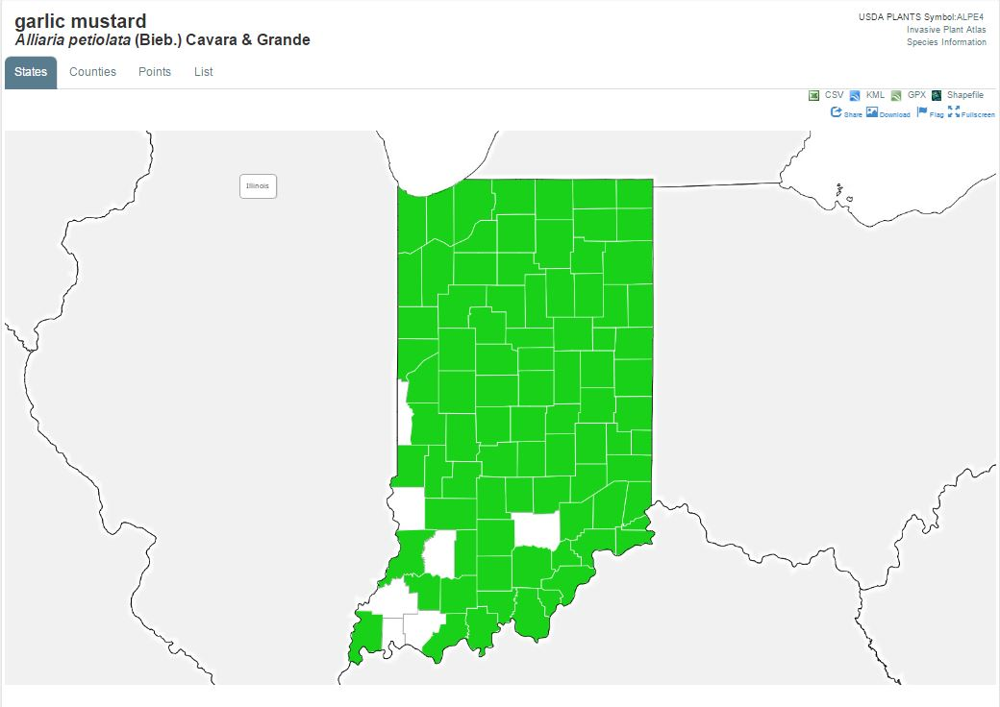 garlic mustard
Alliaria petiolata (Bieb.) Cavara & Grande
USDA PLANTS Symbol:ALPE4
Invasive Plant Atlas
Species Information
States Counties Points List
CSV KML GPX Shapefile
Share Download Flag Fullscreen
Illinois